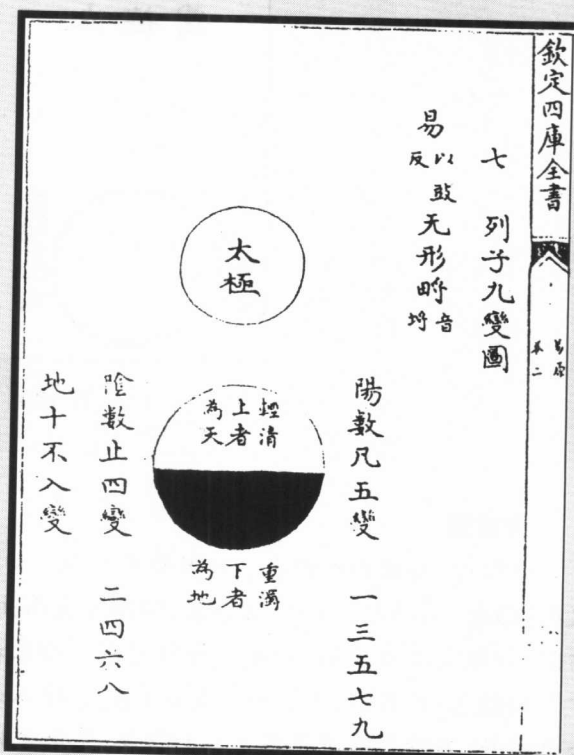 欽定四庫全書
易原
卷二
七 列子九變圖
易以豉反无形畤音埒
太極
陽數凡五變 一三五七九
輕清
上者
為天
重濁
下者
為地
陰數止四變 二四六八
地十不入變